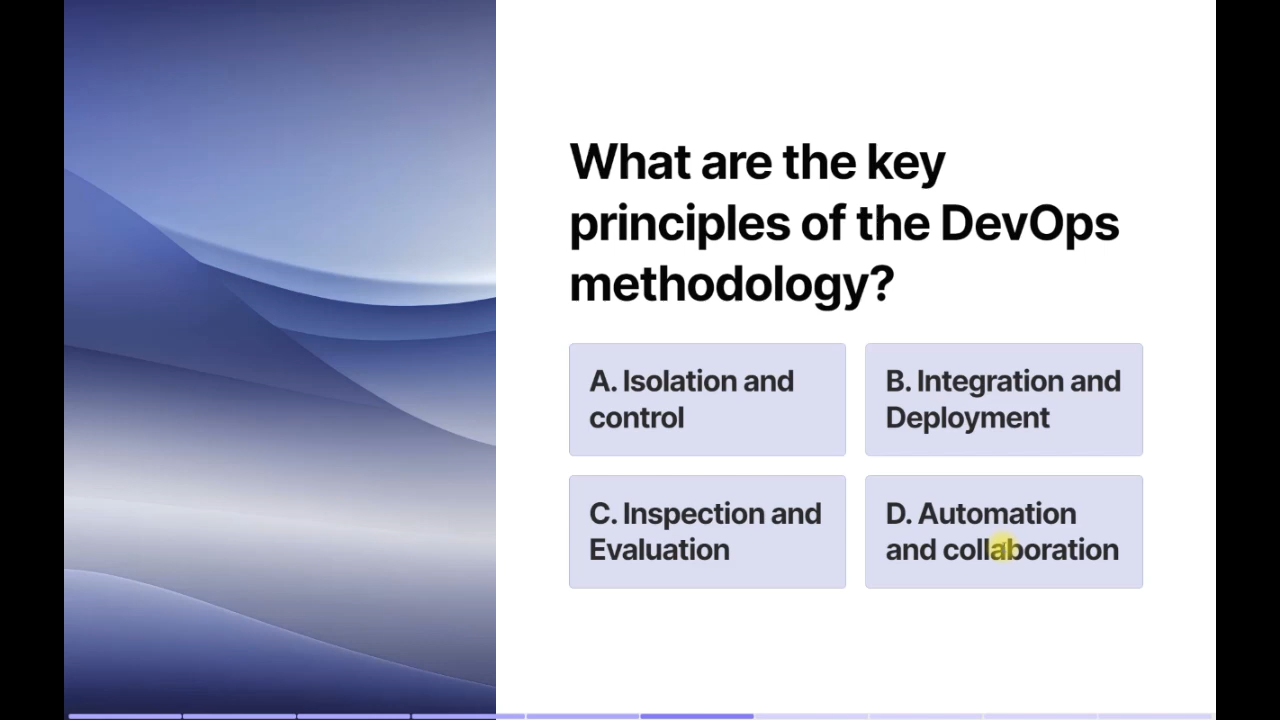 What are the key
principles of the DevOps
methodology?
A. Isolation and
control
B. Integration and
Deployment
C. Inspection and
Evaluation
D. Automation
and collaboration